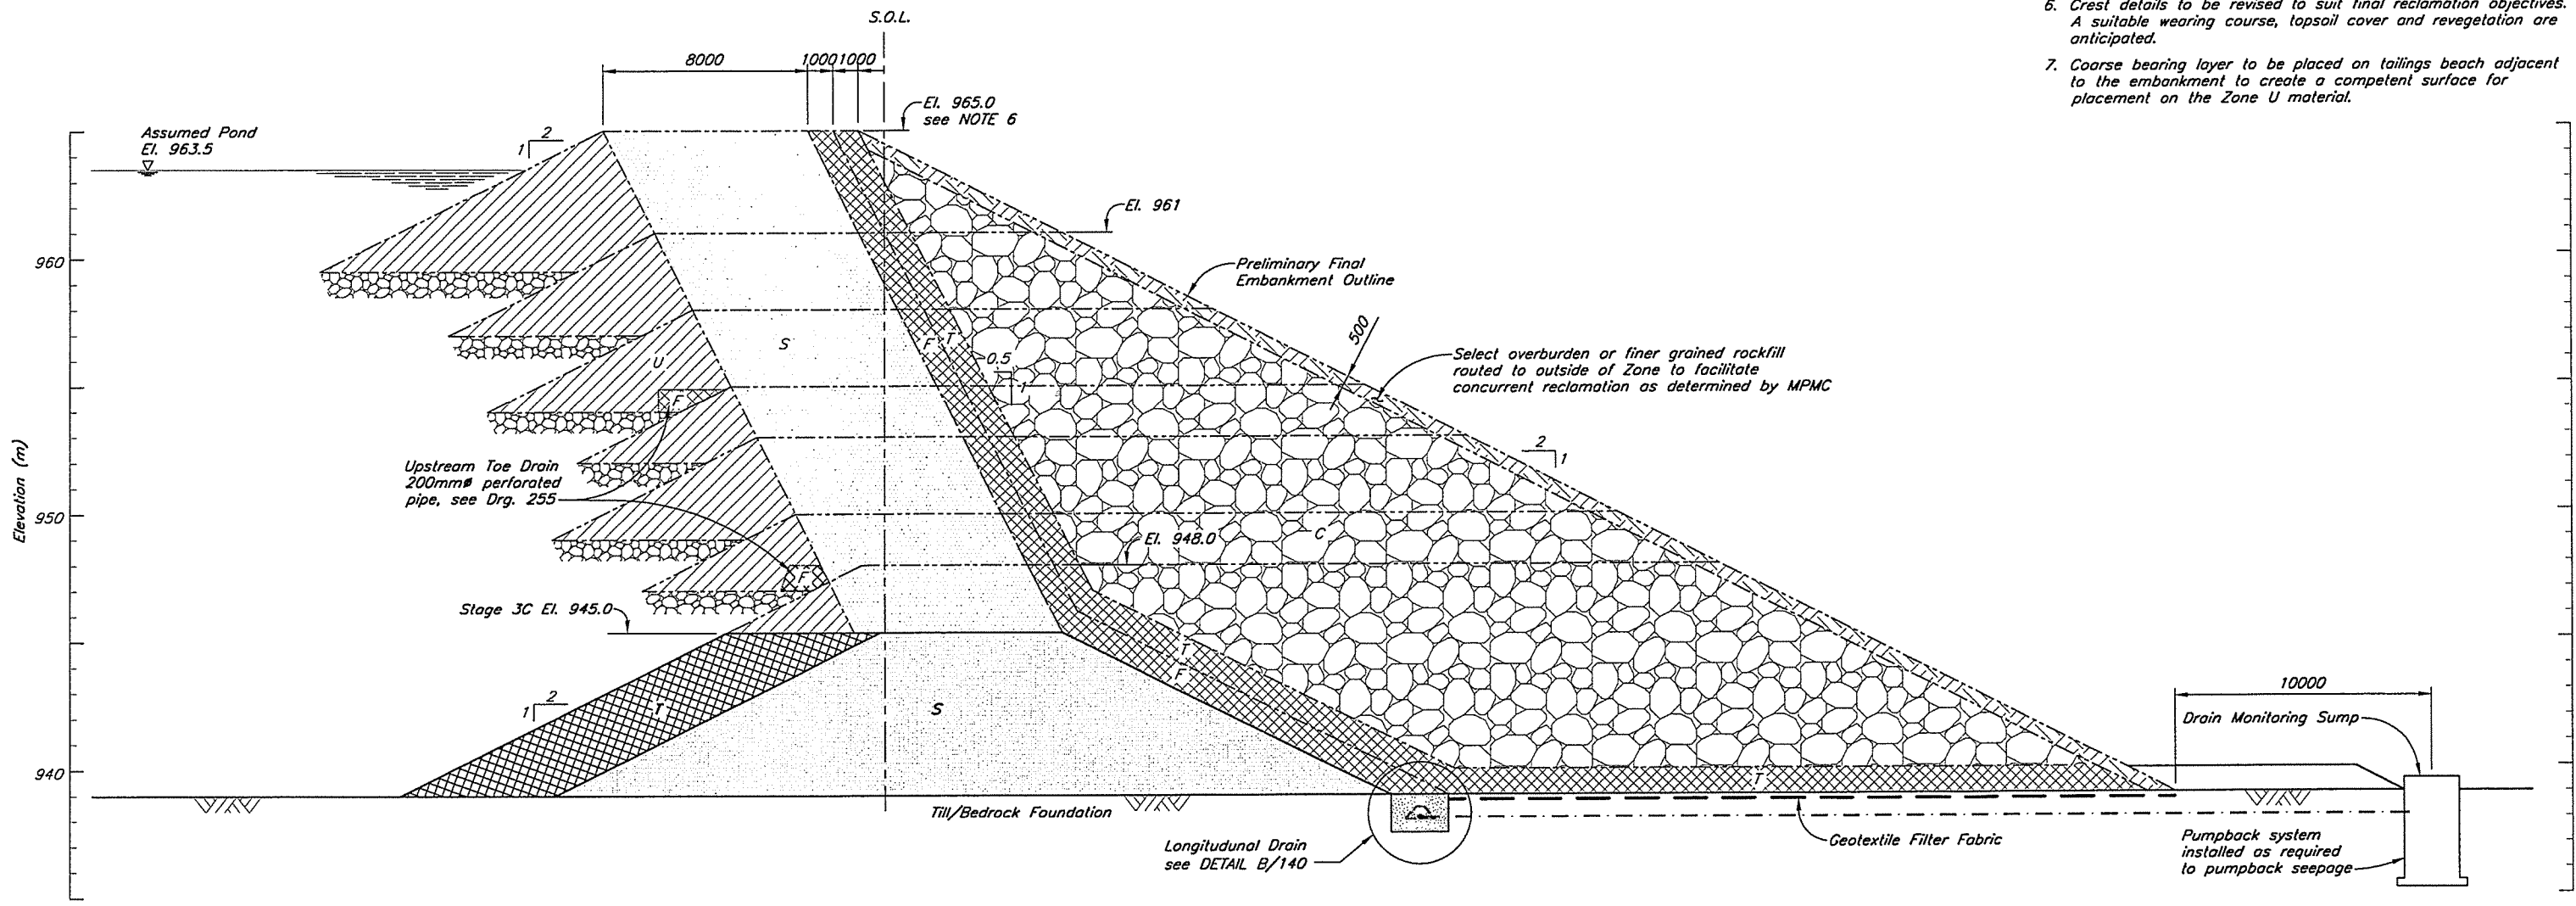 6. Crest details to be revised to suit final reclamation objectives.
A suitable wearing course, topsoil cover and revegetation are
anticipated.
7. Coarse bearing layer to be placed on tailings beach adjacent
to the embankment to create a competent surface for
placement on the Zone U material.
S.O.L.
8000
1000
1000
El. 965.0
see NOTE 6
Assumed Pond
El. 963.5
2
1
El. 961
960
Preliminary Final
Embankment Outline
500
S
F
T
0.5
1
U
Select overburden or finer grained rockfill
routed to outside of Zone to facilitate
concurrent reclamation as determined by MPMC
F
2
1
Elevation (m)
Upstream Toe Drain
200mmø perforated
pipe, see Drg. 255
950
C
El. 948.0
F
Stage 3C El. 945.0
T
F
2
1
T
S
10000
Drain Monitoring Sump
940
T
Till/Bedrock Foundation
Longitudunal Drain
see DETAIL B/140
Geotextile Filter Fabric
Pumpback system
installed as required
to pumpback seepage